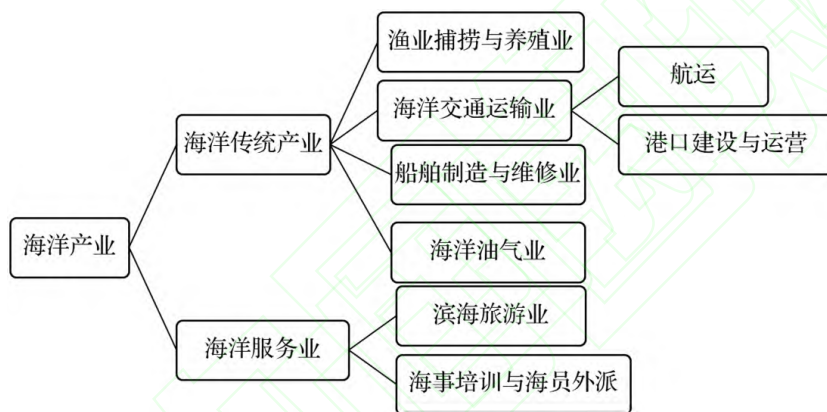 渔业捕捞与养殖业
航运
海洋交通运输业
海洋传统产业
港口建设与运营
船舶制造与维修业
海洋产业
海洋油气业
滨海旅游业
海洋服务业
海事培训与海员外派